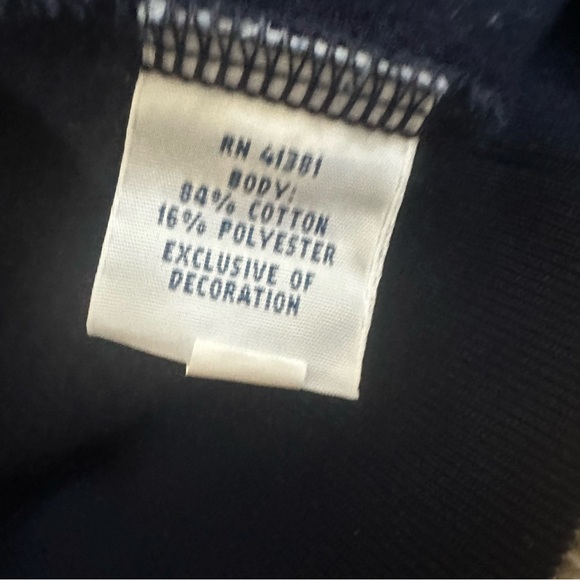 RN 41381
BODY:
84% COTTON
16% POLYESTER
EXCLUSIVE OF
DECORATION